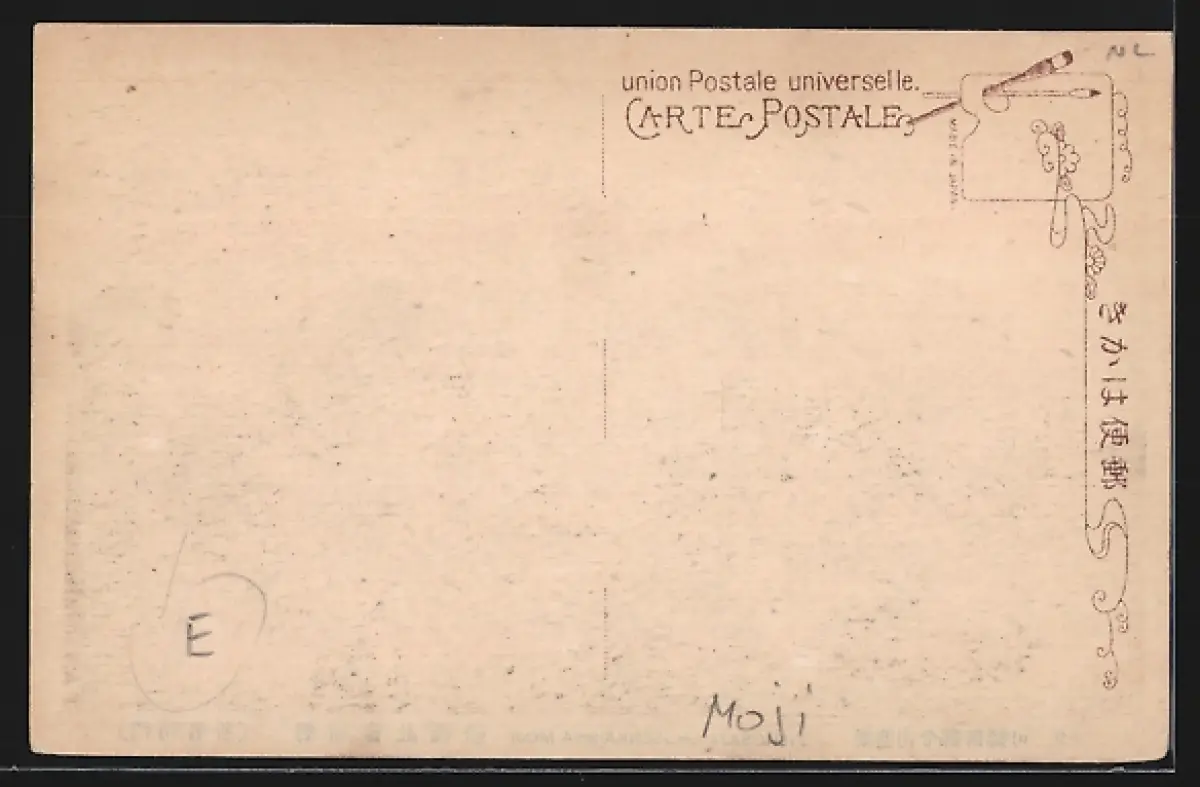 NL
union Postale universelle.
CARTE POSTALE
MADE IN JAPAN
きかは便郵
E
Moji